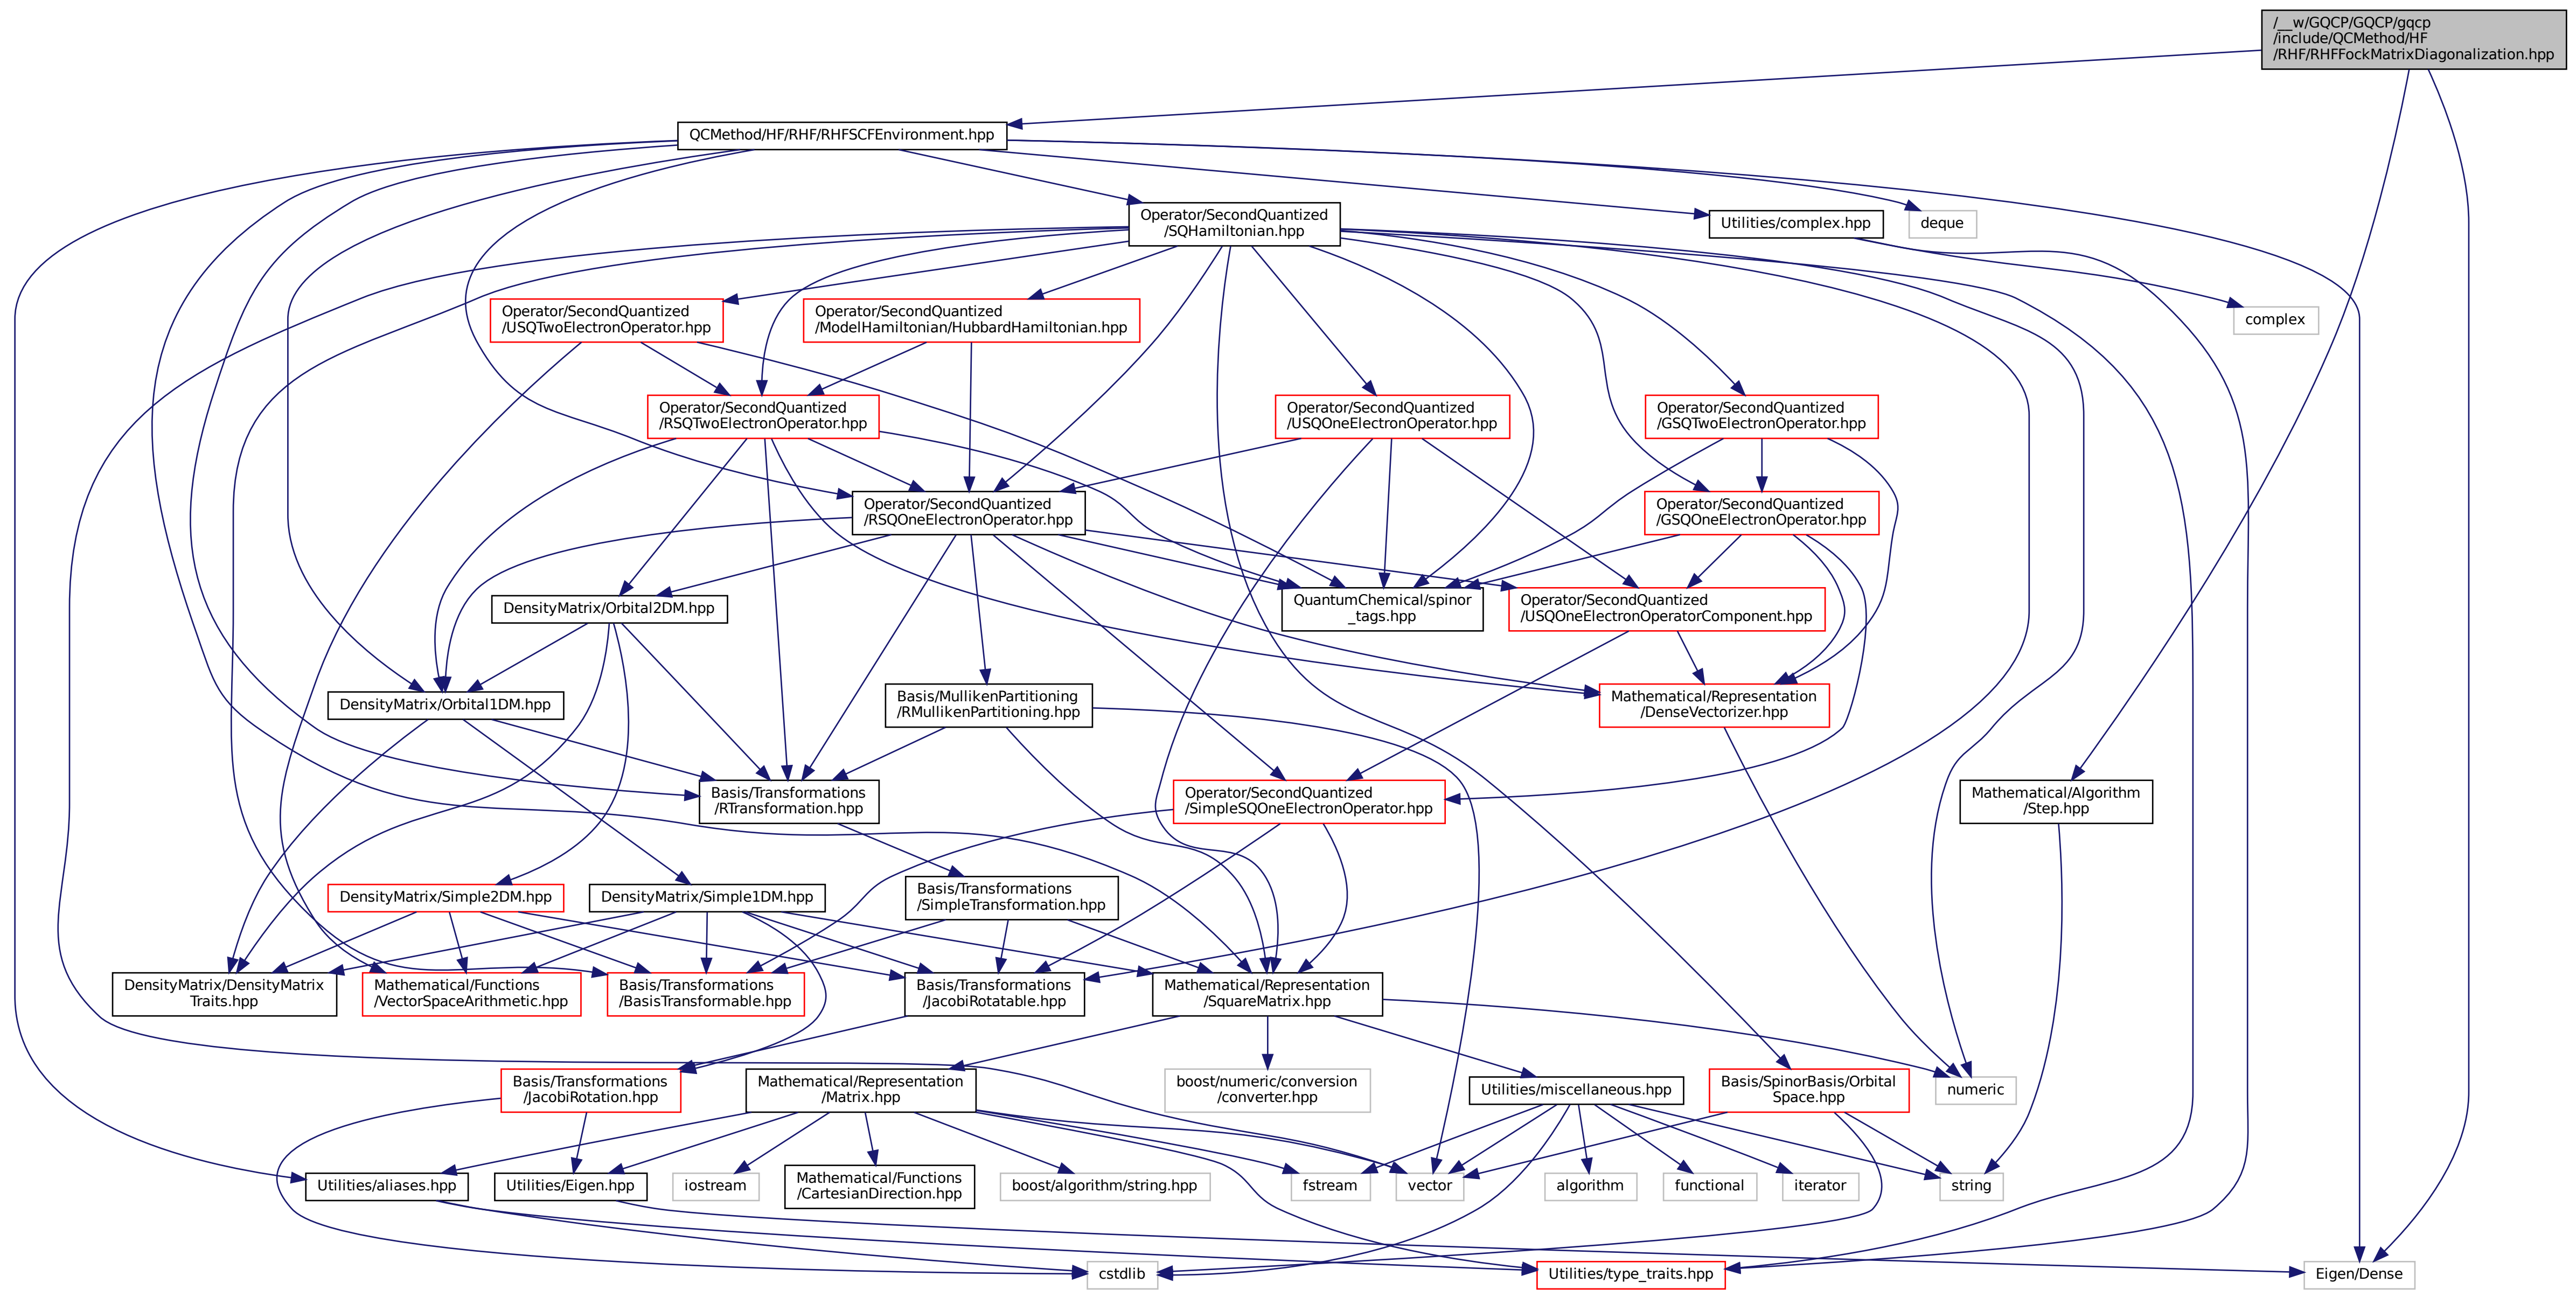 /__w/GQCP/GQCP/gqcp
/include/QCMethod/HF
/RHF/RHFFockMatrixDiagonalization.hpp
QCMethod/HF/RHF/RHFSCFEnvironment.hpp
Operator/SecondQuantized
/SQHamiltonian.hpp
Utilities/complex.hpp
deque
Operator/SecondQuantized
/USQTwoElectronOperator.hpp
Operator/SecondQuantized
/ModelHamiltonian/HubbardHamiltonian.hpp
complex
Operator/SecondQuantized
/RSQTwoElectronOperator.hpp
Operator/SecondQuantized
/USQOneElectronOperator.hpp
Operator/SecondQuantized
/GSQTwoElectronOperator.hpp
Operator/SecondQuantized
/RSQOneElectronOperator.hpp
Operator/SecondQuantized
/GSQOneElectronOperator.hpp
DensityMatrix/Orbital2DM.hpp
QuantumChemical/spinor
_tags.hpp
Operator/SecondQuantized
/USQOneElectronOperatorComponent.hpp
DensityMatrix/Orbital1DM.hpp
Basis/MullikenPartitioning
/RMullikenPartitioning.hpp
Mathematical/Representation
/DenseVectorizer.hpp
Basis/Transformations
/RTransformation.hpp
Operator/SecondQuantized
/SimpleSQOneElectronOperator.hpp
Mathematical/Algorithm
/Step.hpp
DensityMatrix/Simple2DM.hpp
DensityMatrix/Simple1DM.hpp
Basis/Transformations
/SimpleTransformation.hpp
DensityMatrix/DensityMatrix
Traits.hpp
Mathematical/Functions
/VectorSpaceArithmetic.hpp
Basis/Transformations
/BasisTransformable.hpp
Basis/Transformations
/JacobiRotatable.hpp
Mathematical/Representation
/SquareMatrix.hpp
Basis/Transformations
/JacobiRotation.hpp
Mathematical/Representation
/Matrix.hpp
boost/numeric/conversion
/converter.hpp
Utilities/miscellaneous.hpp
Basis/SpinorBasis/Orbital
Space.hpp
numeric
Utilities/aliases.hpp
Utilities/Eigen.hpp
iostream
Mathematical/Functions
/CartesianDirection.hpp
boost/algorithm/string.hpp
fstream
vector
algorithm
functional
iterator
string
cstdlib
Utilities/type_traits.hpp
Eigen/Dense